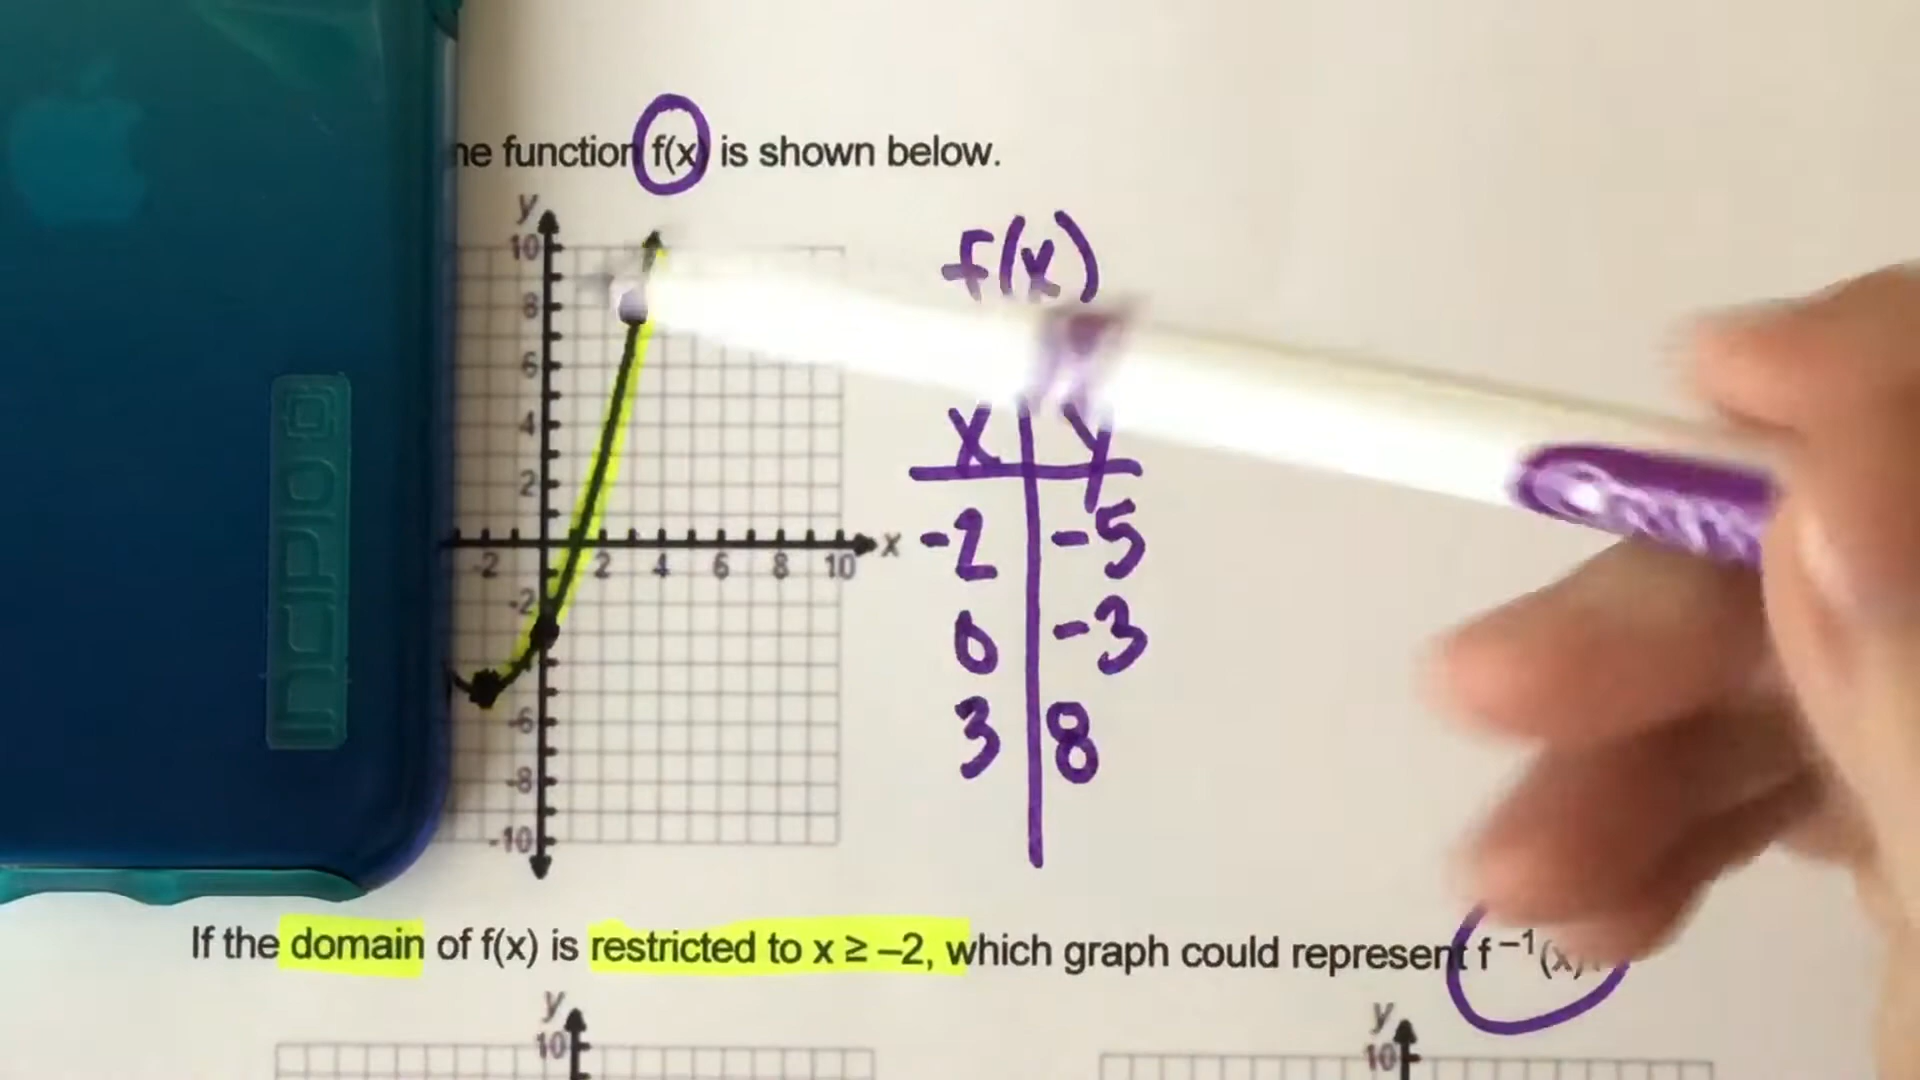 function f(x) is shown below.
y
10
8
6
4
2
-2 2 4 6 8 10 x
-2
-6
-8
-10
f(x)
x y
-2 -5
0 -3
3 8
INCIPIO
If the domain of f(x) is restricted to x ≥ –2, which graph could represent f⁻¹(x)
y
10
y
10